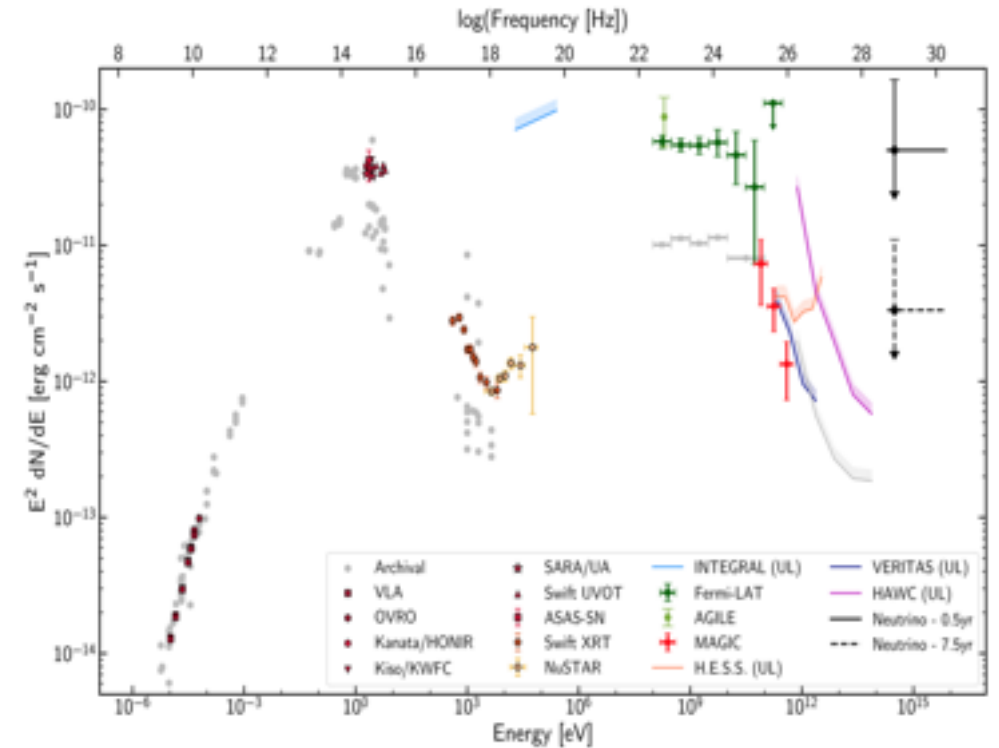 log(Frequency [Hz])
8 10 12 14 16 18 20 22 24 26 28 30
10⁻¹⁰
10⁻¹¹
10⁻¹²
10⁻¹³
10⁻¹⁴
E² dN/dE [erg cm⁻² s⁻¹]
Archival SARA/UA INTEGRAL (UL) VERITAS (UL)
VLA Swift UVOT Fermi-LAT HAWC (UL)
OVRO ASAS-SN AGILE Neutrino - 0.5yr
Kanata/HONIR Swift XRT MAGIC Neutrino - 7.5yr
Kiso/KWFC NuSTAR H.E.S.S. (UL)
10⁻⁶ 10⁻³ 10⁰ 10³ 10⁶ 10⁹ 10¹² 10¹⁵
Energy [eV]